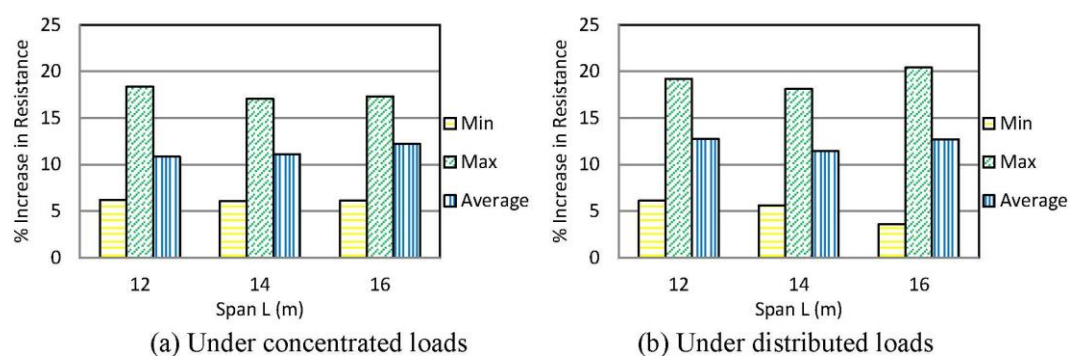 25
20
15
10
5
0
% Increase in Resistance
12 14 16
Span L (m)
Min
Max
Average
(a) Under concentrated loads
25
20
15
10
5
0
% Increase in Resistance
12 14 16
Span L (m)
Min
Max
Average
(b) Under distributed loads